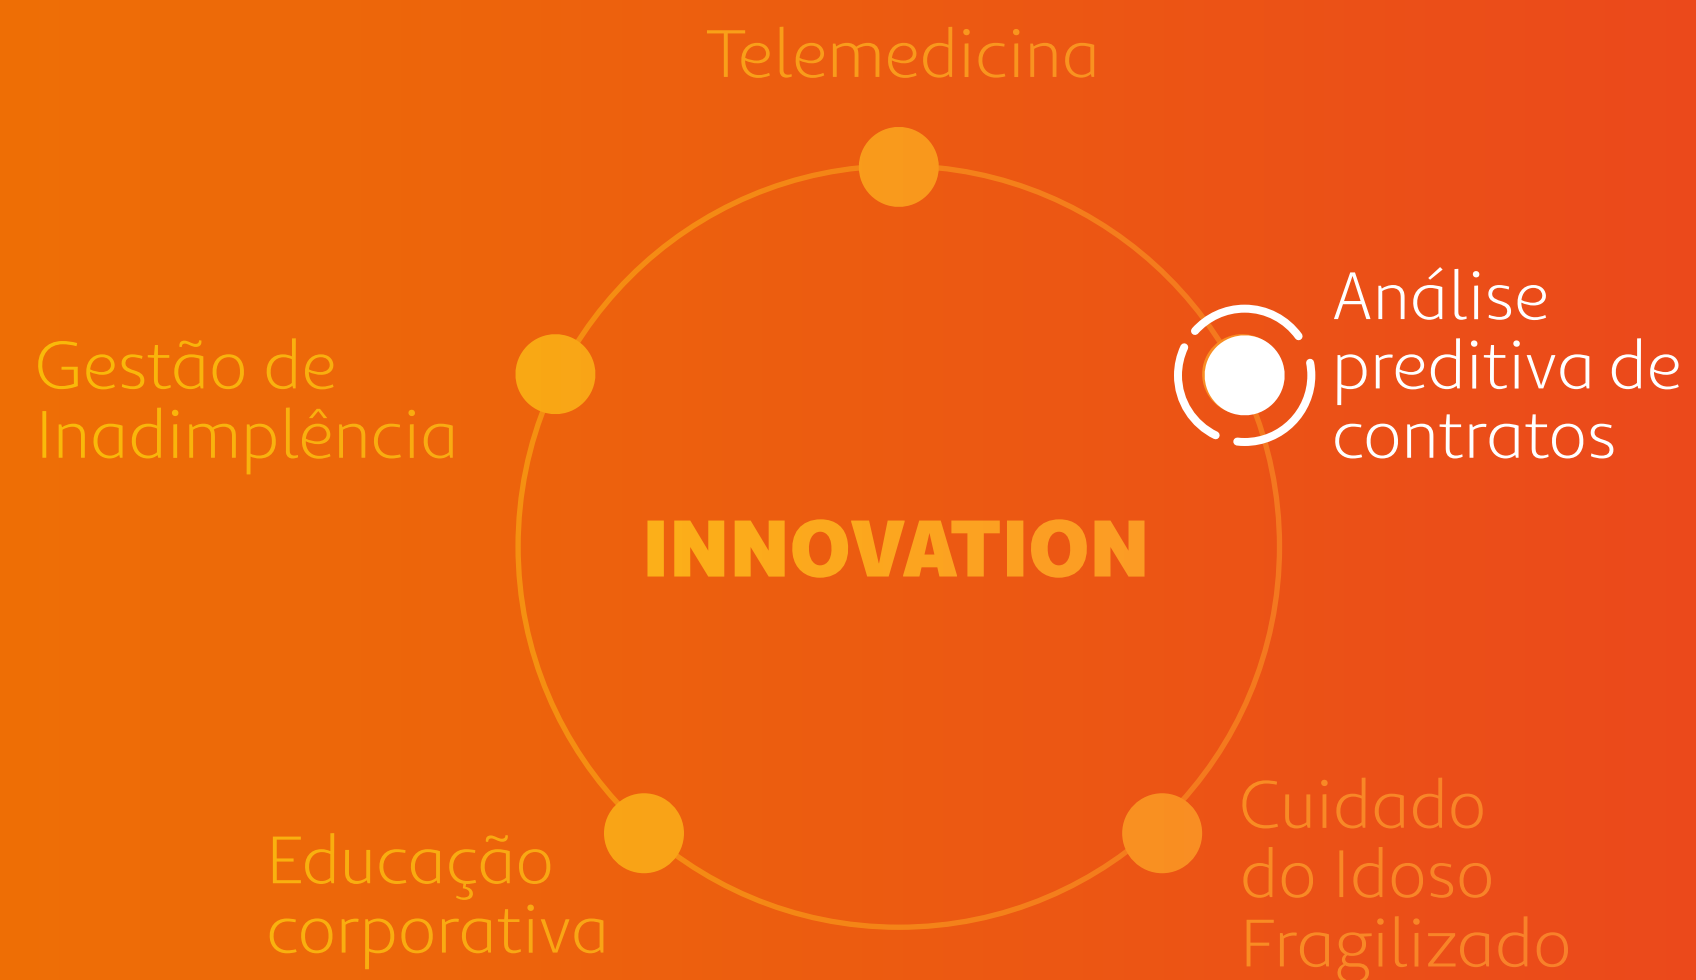 Telemedicina
Análise
preditiva de
contratos
Gestão de
Inadimplência
INNOVATION
Cuidado
do Idoso
Fragilizado
Educação
corporativa